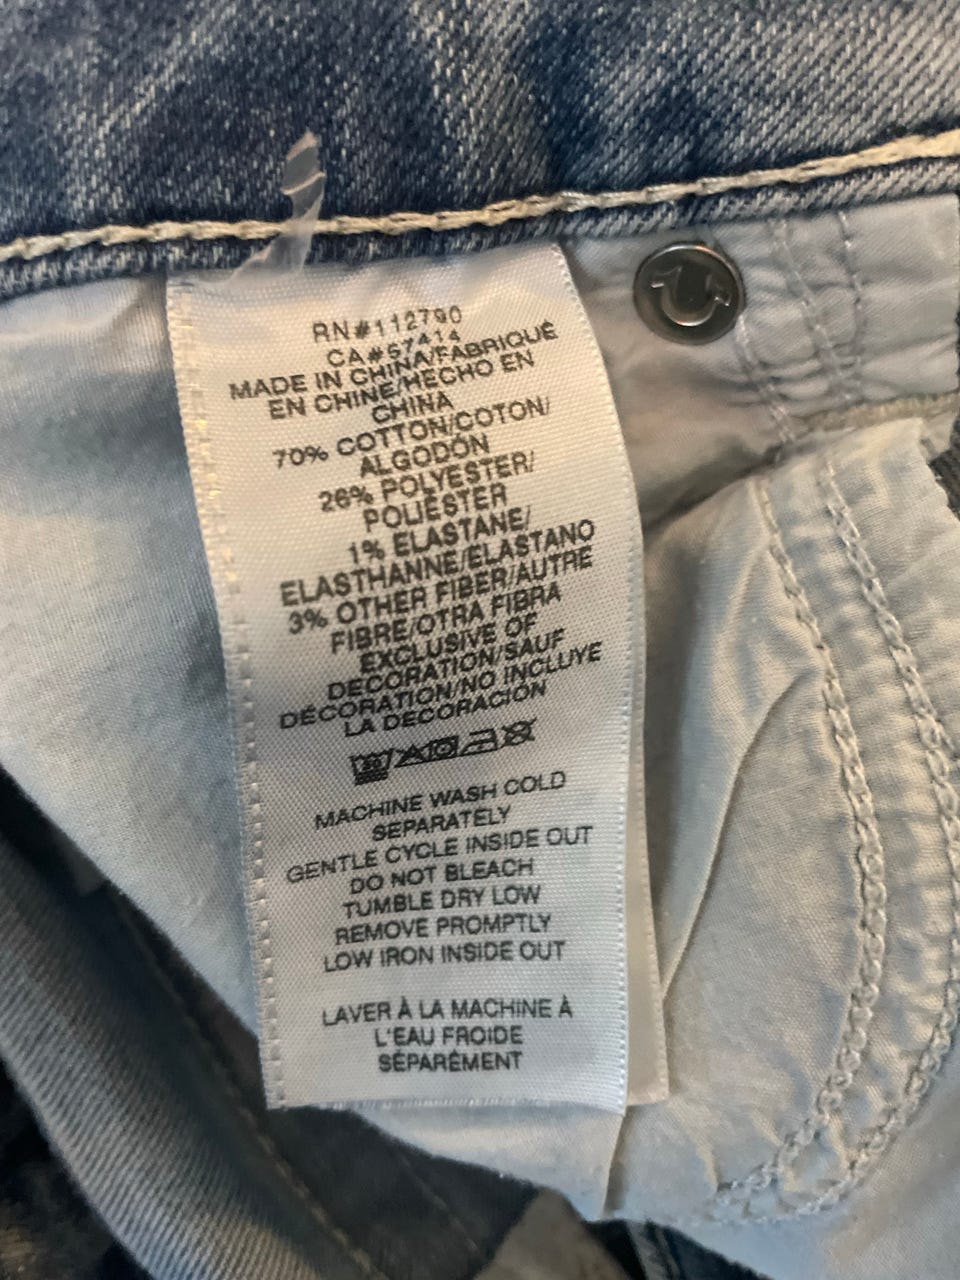 RN#112790
CA#57414
MADE IN CHINA/FABRIQUÉ
EN CHINE/HECHO EN
CHINA
70% COTTON/COTON/
ALGODÓN
26% POLYESTER/
POLIÉSTER
1% ELASTANE/
ELASTHANNE/ELASTANO
3% OTHER FIBER/AUTRE
FIBRE/OTRA FIBRA
EXCLUSIVE OF
DECORATION/SAUF
DÉCORATION/NO INCLUYE
LA DECORACIÓN
MACHINE WASH COLD
SEPARATELY
GENTLE CYCLE INSIDE OUT
DO NOT BLEACH
TUMBLE DRY LOW
REMOVE PROMPTLY
LOW IRON INSIDE OUT
LAVER À LA MACHINE À
L'EAU FROIDE
SÉPARÉMENT